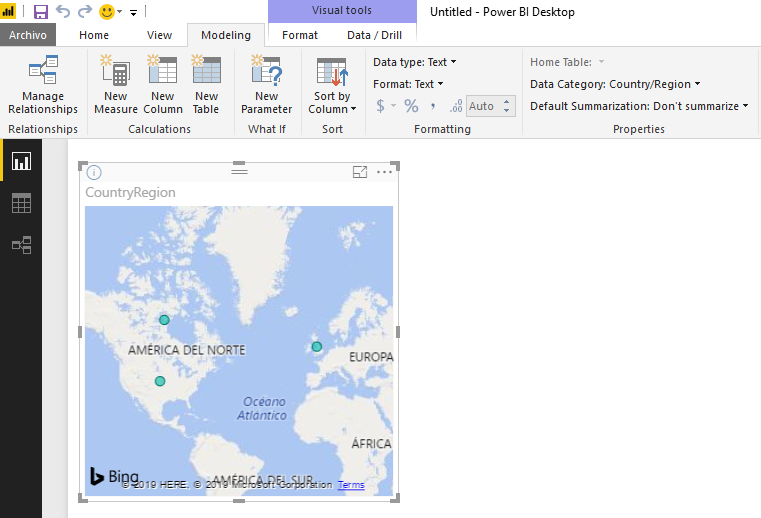 Visual tools
Untitled - Power BI Desktop
Archivo
Home
View
Modeling
Format
Data / Drill
Manage
Relationships
New
Measure
New
Column
New
Table
New
Parameter
Sort by
Column
Data type: Text
Format: Text
$ % , .00 Auto
Home Table:
Data Category: Country/Region
Default Summarization: Don't summarize
Relationships
Calculations
What If
Sort
Formatting
Properties
CountryRegion
AMÉRICA DEL NORTE
EUROPA
Océano
Atlántico
ÁFRICA
AMÉRICA DEL SUR
Bing
© 2019 HERE. © 2019 Microsoft Corporation Terms